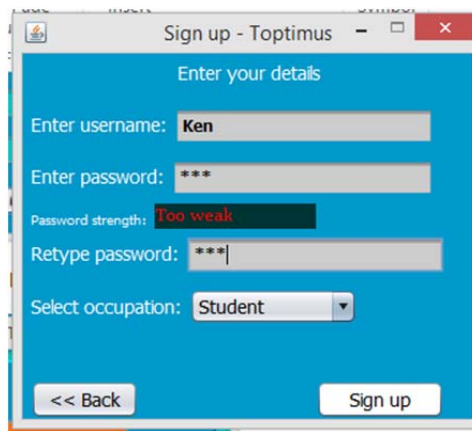 Sign up - Toptimus
Enter your details
Enter username: Ken
Enter password: ***
Password strength: Too weak
Retype password: ***
Select occupation: Student
<< Back Sign up